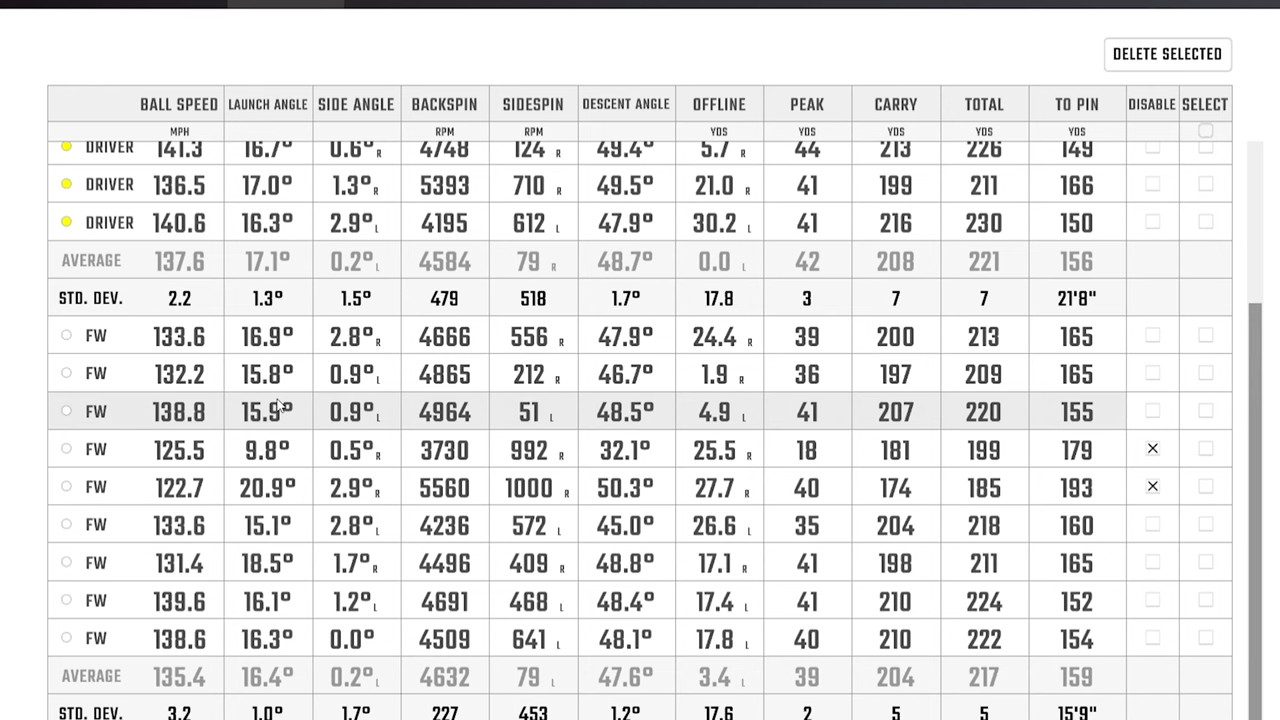 DELETE SELECTED
BALL SPEED LAUNCH ANGLE SIDE ANGLE BACKSPIN SIDESPIN DESCENT ANGLE OFFLINE PEAK CARRY TOTAL TO PIN DISABLE SELECT
MPH RPM RPM YDS YDS YDS YDS YDS
DRIVER 141.3 16.7° 0.6° R 4748 124 R 49.4° 5.7 R 44 213 226 149
DRIVER 136.5 17.0° 1.3° R 5393 710 R 49.5° 21.0 R 41 199 211 166
DRIVER 140.6 16.3° 2.9° L 4195 612 L 47.9° 30.2 L 41 216 230 150
AVERAGE 137.6 17.1° 0.2° L 4584 79 R 48.7° 0.0 L 42 208 221 156
STD. DEV. 2.2 1.3° 1.5° 479 518 1.7° 17.8 3 7 7 21'8"
FW 133.6 16.9° 2.8° R 4666 556 R 47.9° 24.4 R 39 200 213 165
FW 132.2 15.8° 0.9° L 4865 212 R 46.7° 1.9 R 36 197 209 165
FW 138.8 15.9° 0.9° L 4964 51 L 48.5° 4.9 L 41 207 220 155
FW 125.5 9.8° 0.5° R 3730 992 R 32.1° 25.5 R 18 181 199 179 X
FW 122.7 20.9° 2.9° R 5560 1000 R 50.3° 27.7 R 40 174 185 193 X
FW 133.6 15.1° 2.8° L 4236 572 L 45.0° 26.6 L 35 204 218 160
FW 131.4 18.5° 1.7° R 4496 409 R 48.8° 17.1 R 41 198 211 165
FW 139.6 16.1° 1.2° L 4691 468 L 48.4° 17.4 L 41 210 224 152
FW 138.6 16.3° 0.0° 4509 641 L 48.1° 17.8 L 40 210 222 154
AVERAGE 135.4 16.4° 0.2° L 4632 79 L 47.6° 3.4 L 39 204 217 159
STD. DEV. 3.2 1.0° 1.7° 227 453 1.2° 17.6 2 5 5 15'9"